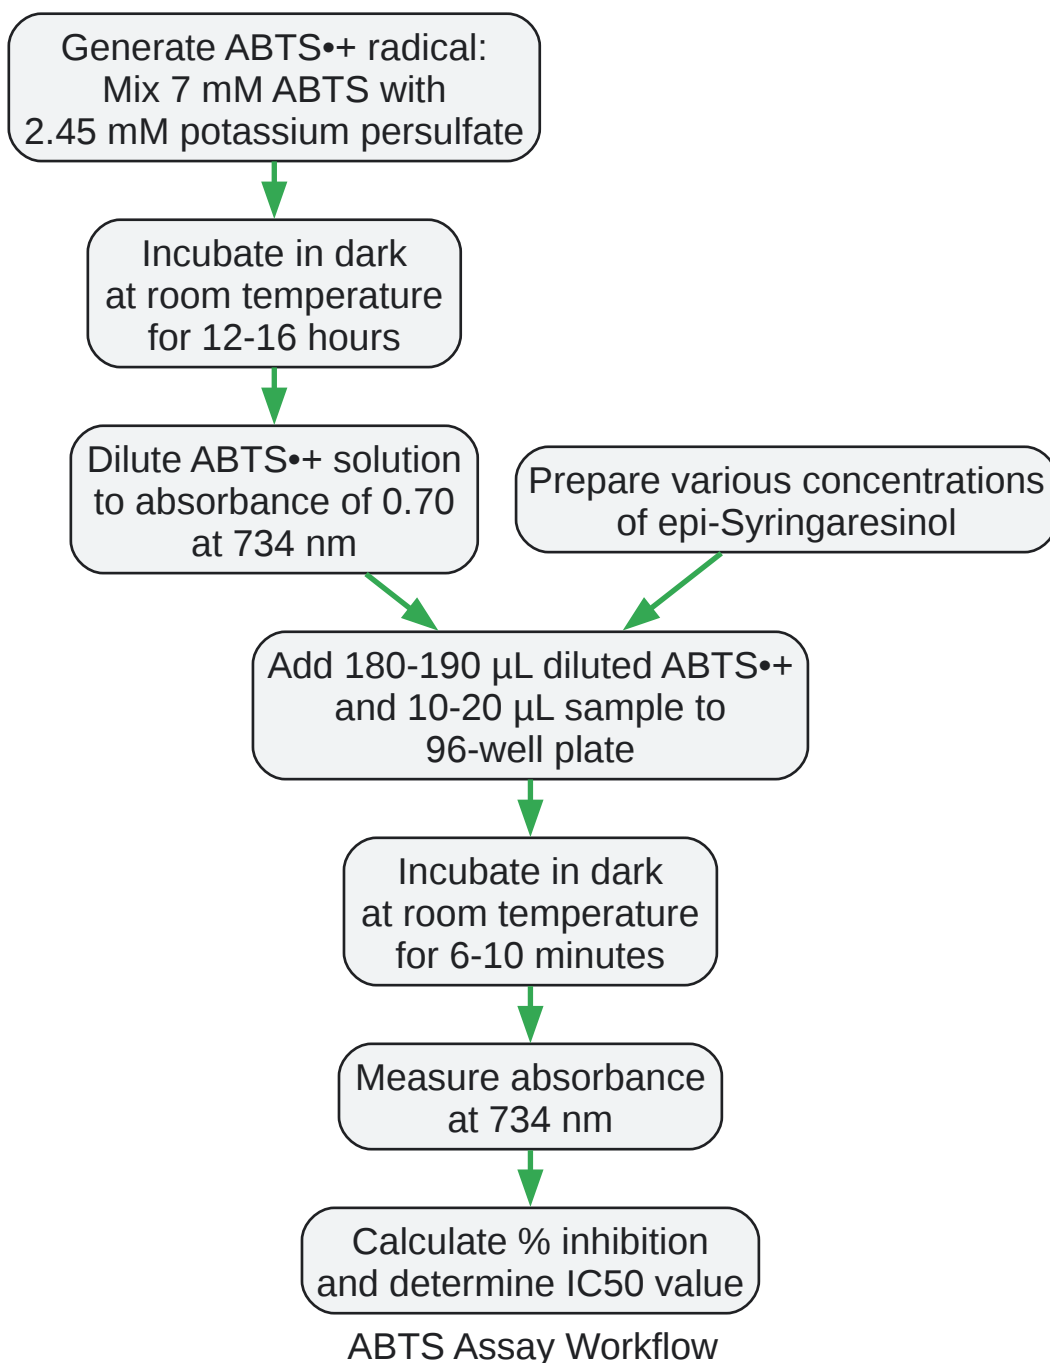 Generate ABTS•+ radical:
Mix 7 mM ABTS with
2.45 mM potassium persulfate
Incubate in dark
at room temperature
for 12-16 hours
Dilute ABTS•+ solution
to absorbance of 0.70
at 734 nm
Prepare various concentrations
of epi-Syringaresinol
Add 180-190 µL diluted ABTS•+
and 10-20 µL sample to
96-well plate
Incubate in dark
at room temperature
for 6-10 minutes
Measure absorbance
at 734 nm
Calculate % inhibition
and determine IC50 value
ABTS Assay Workflow